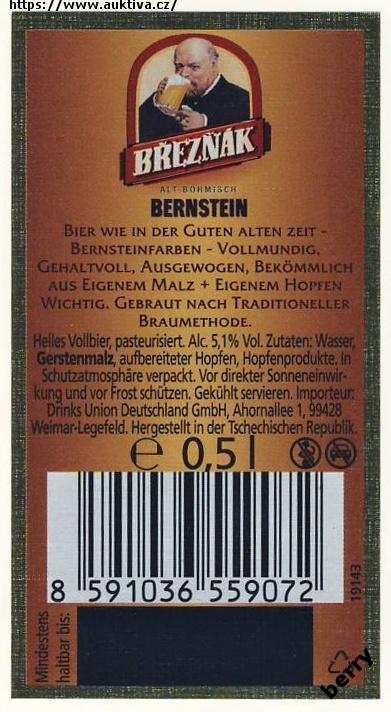 https://www.auktiva.cz/
BŘEZŇÁK
ALT BÖHMISCH
BERNSTEIN
BIER WIE IN DER GUTEN ALTEN ZEIT -
BERNSTEINFARBEN - VOLLMUNDIG,
GEHALTVOLL, AUSGEWOGEN, BEKÖMMLICH
AUS EIGENEM MALZ + EIGENEM HOPFEN
WICHTIG. GEBRAUT NACH TRADITIONELLER
BRAUMETHODE.
Helles Vollbier, pasteurisiert. Alc. 5,1% Vol. Zutaten: Wasser,
Gerstenmalz, aufbereiteter Hopfen, Hopfenprodukte. In
Schutzatmosphäre verpackt. Vor direkter Sonneneinwir-
kung und vor Frost schützen. Gekühlt servieren. Importeur:
Drinks Union Deutschland GmbH, Ahornallee 1, 99428
Weimar-Legefeld. Hergestellt in der Tschechischen Republik.
℮ 0,5 l
8 591036 559072
19143
Mindestens
haltbar bis:
berry